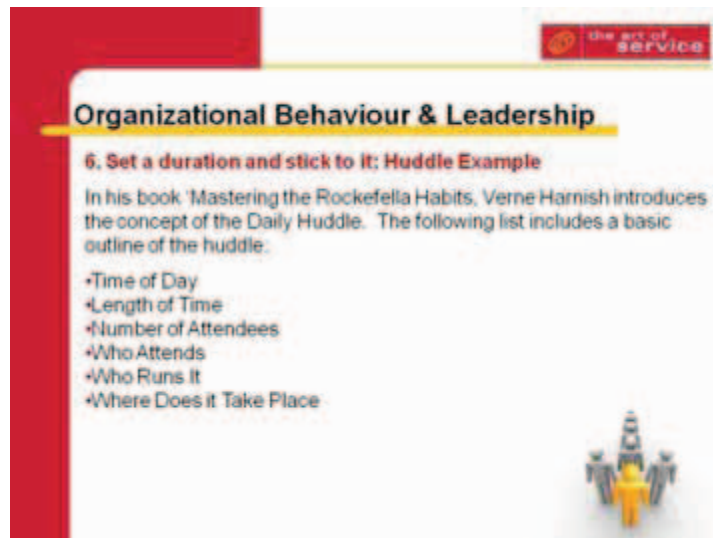 the art of
service
Organizational Behaviour & Leadership
6. Set a duration and stick to it: Huddle Example
In his book ‘Mastering the Rockefella Habits, Verne Harnish introduces
the concept of the Daily Huddle. The following list includes a basic
outline of the huddle:
•Time of Day
•Length of Time
•Number of Attendees
•Who Attends
•Who Runs It
•Where Does it Take Place